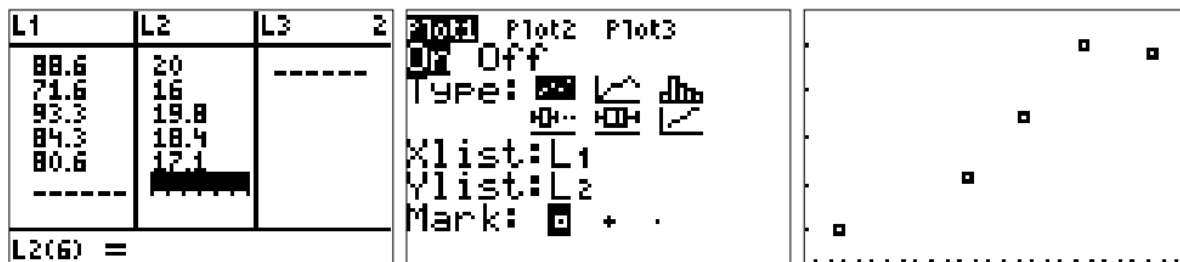 L1 L2 L3 2
88.6 20 ------
71.6 16
93.3 19.8
84.3 18.4
80.6 17.1
------
L2(6) =
Plot1 Plot2 Plot3
On Off
Type:
Xlist:L1
Ylist:L2
Mark: + .